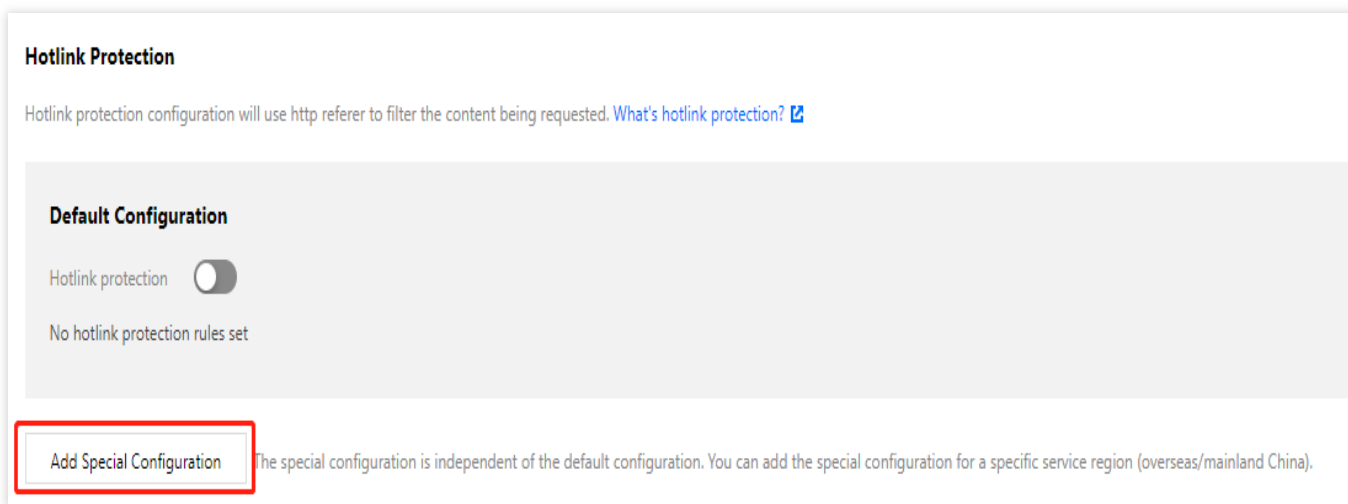 Hotlink Protection
Hotlink protection configuration will use http referer to filter the content being requested. What's hotlink protection?
Default Configuration
Hotlink protection
No hotlink protection rules set
Add Special Configuration The special configuration is independent of the default configuration. You can add the special configuration for a specific service region (overseas/mainland China).